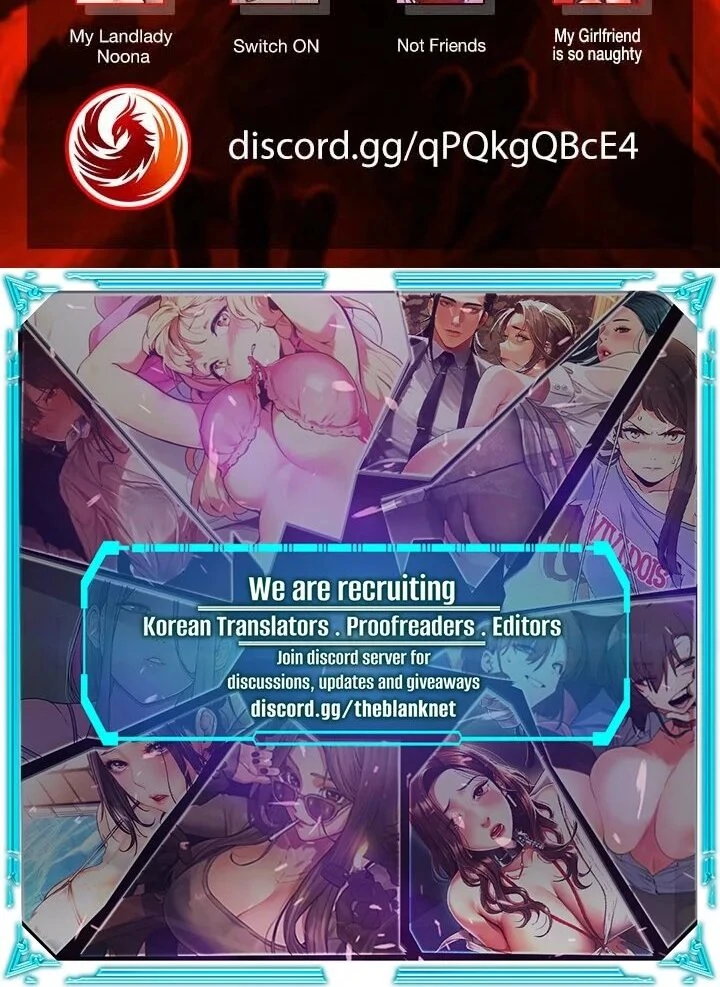 My Landlady
Noona
Switch ON
Not Friends
My Girlfriend
is so naughty
discord.gg/qPQkgQBcE4
We are recruiting
Korean Translators . Proofreaders . Editors
Join discord server for
discussions, updates and giveaways
discord.gg/theblanknet